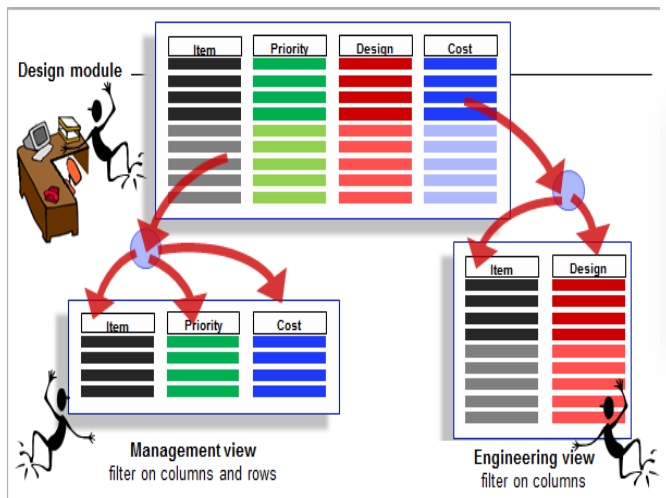 Item Priority Design Cost
Design module
Item Priority Cost
Item Design
Management view
filter on columns and rows
Engineering view
filter on columns